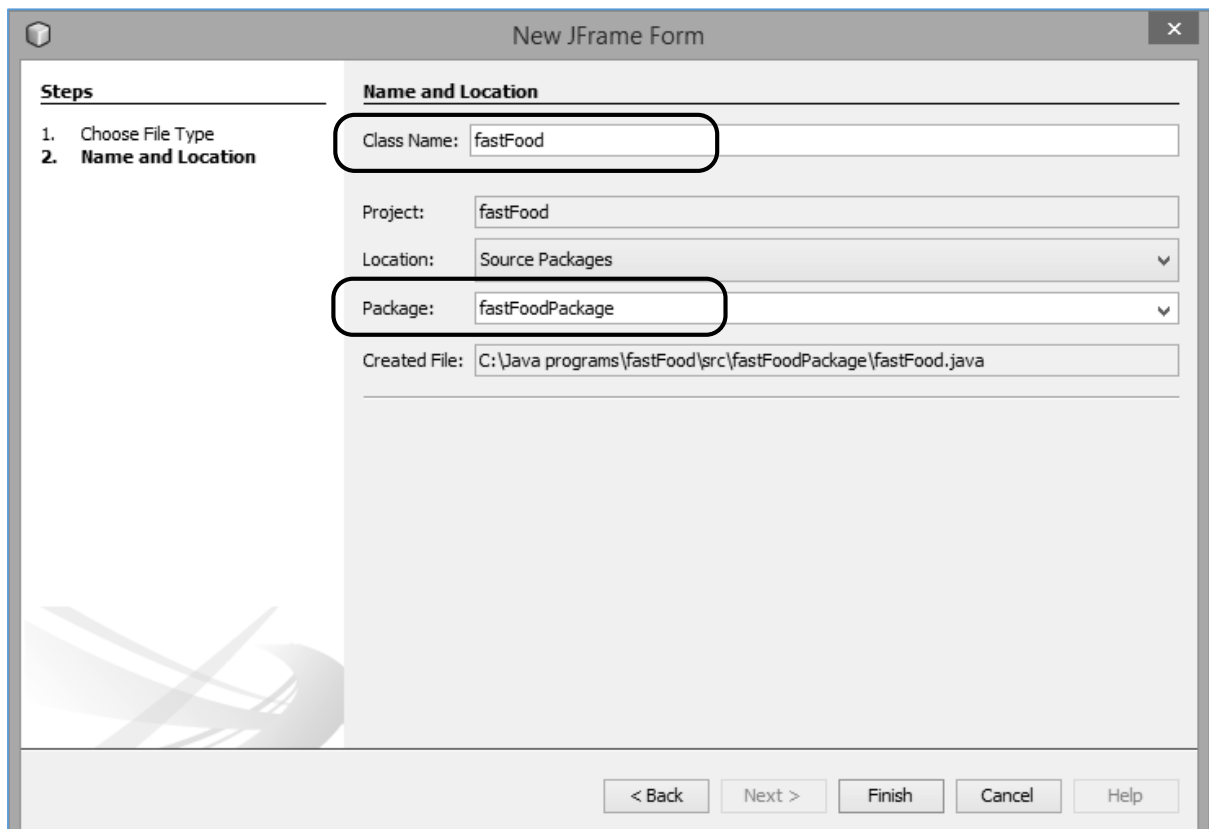 New JFrame Form
Steps
1. Choose File Type
2. Name and Location
Name and Location
Class Name: fastFood
Project: fastFood
Location: Source Packages
Package: fastFoodPackage
Created File: C:\Java programs\fastFood\src\fastFoodPackage\fastFood.java
< Back Next > Finish Cancel Help